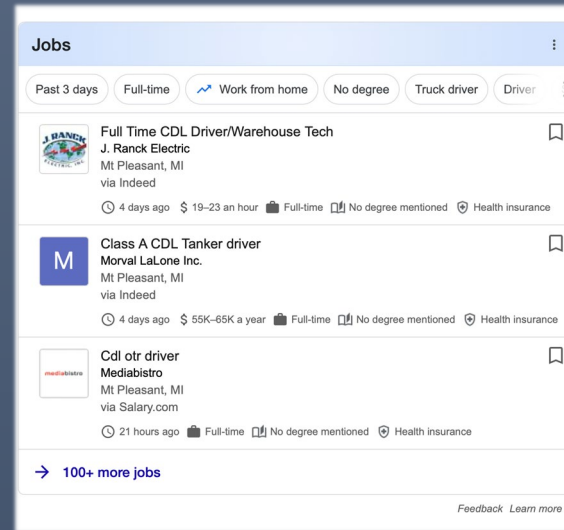 Jobs
Past 3 days Full-time Work from home No degree Truck driver Driver
J. RANCK
ELECTRIC, INC.
Full Time CDL Driver/Warehouse Tech
J. Ranck Electric
Mt Pleasant, MI
via Indeed
4 days ago $ 19–23 an hour Full-time No degree mentioned Health insurance
M
Class A CDL Tanker driver
Morval LaLone Inc.
Mt Pleasant, MI
via Indeed
4 days ago $ 55K–65K a year Full-time No degree mentioned Health insurance
mediabistro
Cdl otr driver
Mediabistro
Mt Pleasant, MI
via Salary.com
21 hours ago Full-time No degree mentioned Health insurance
→ 100+ more jobs
Feedback Learn more